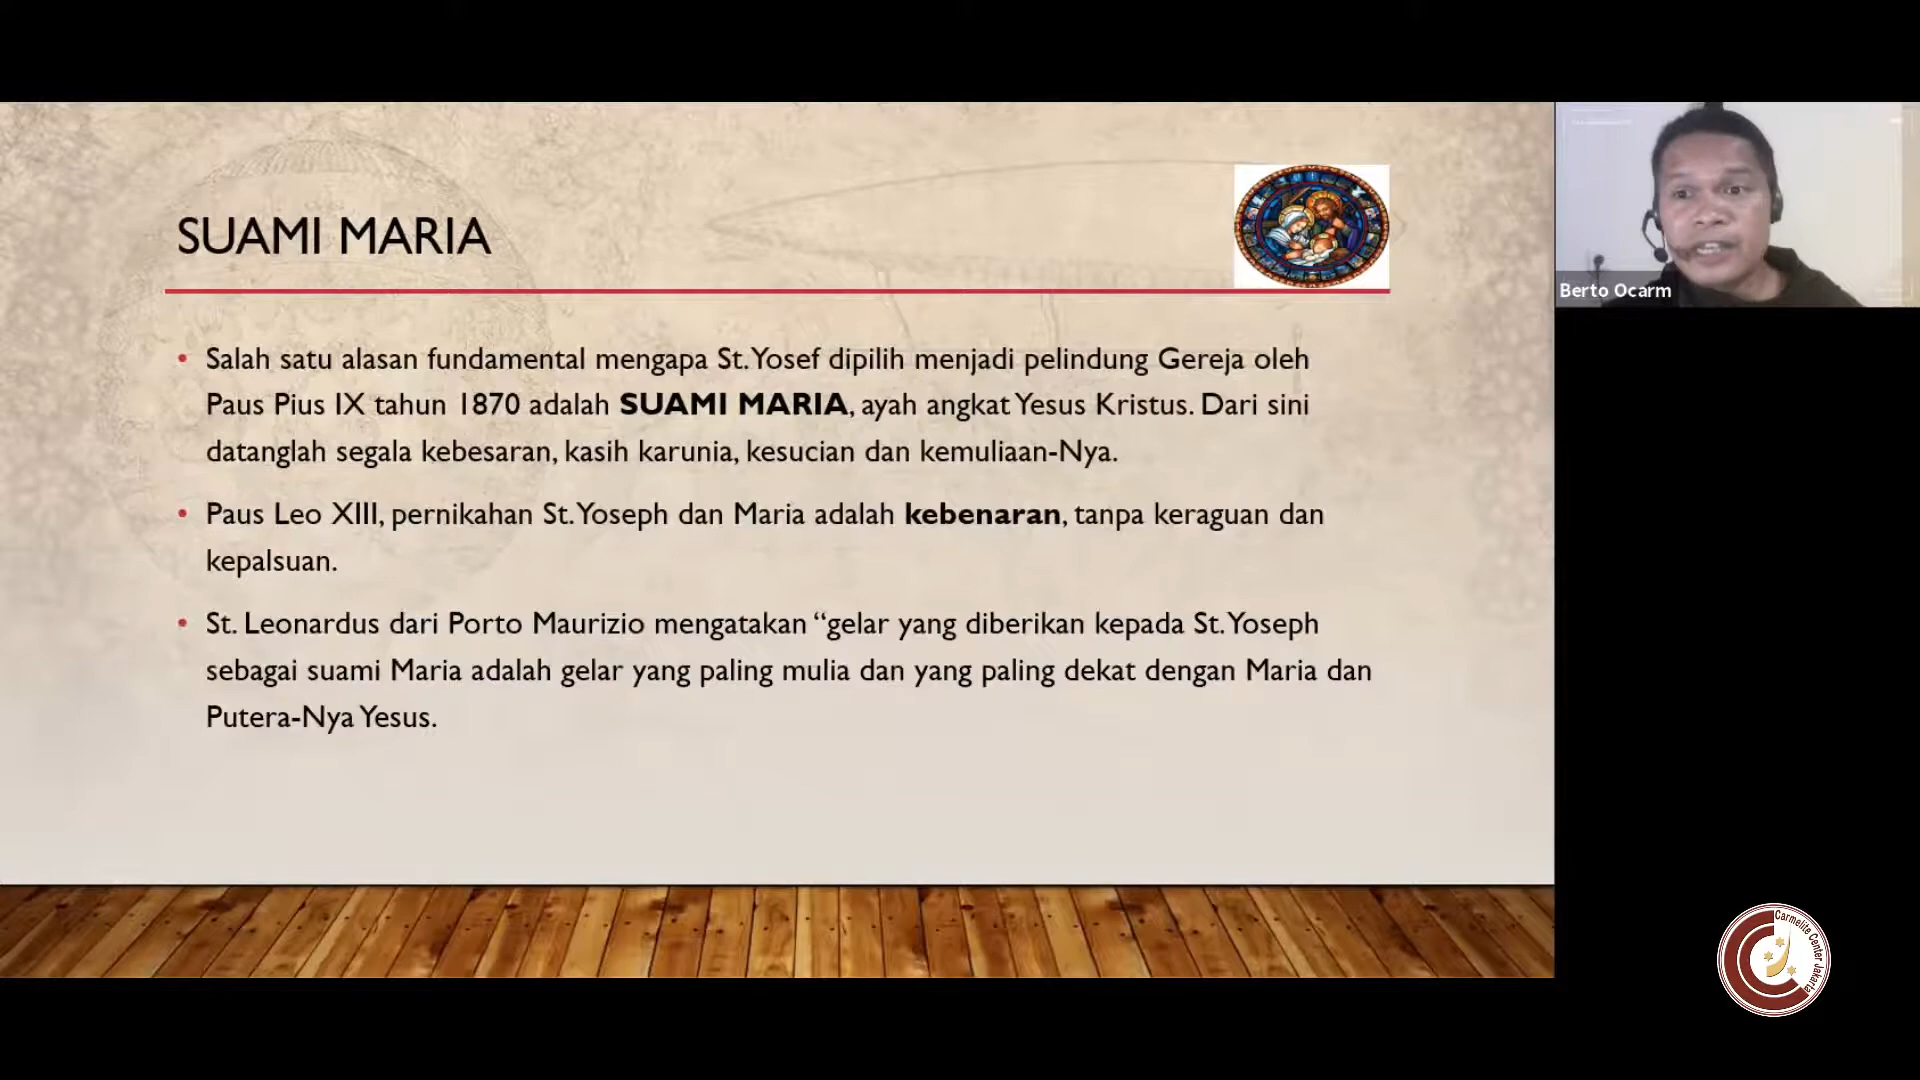 SUAMI MARIA
• Salah satu alasan fundamental mengapa St. Yosef dipilih menjadi pelindung Gereja oleh
Paus Pius IX tahun 1870 adalah SUAMI MARIA, ayah angkat Yesus Kristus. Dari sini
datanglah segala kebesaran, kasih karunia, kesucian dan kemuliaan-Nya.
• Paus Leo XIII, pernikahan St. Yoseph dan Maria adalah kebenaran, tanpa keraguan dan
kepalsuan.
• St. Leonardus dari Porto Maurizio mengatakan “gelar yang diberikan kepada St. Yoseph
sebagai suami Maria adalah gelar yang paling mulia dan yang paling dekat dengan Maria dan
Putera-Nya Yesus.
Berto Ocarm
Carmelite Center Jakarta